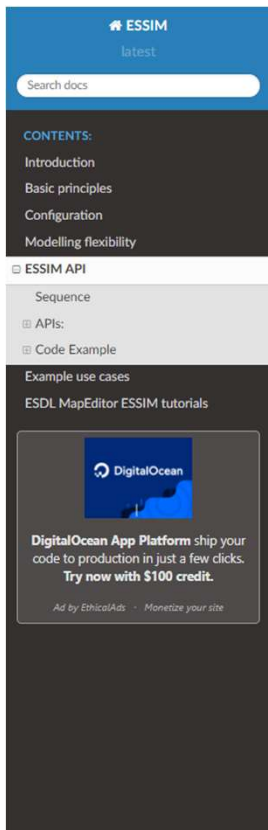 ESSIM
latest
Search docs
CONTENTS:
Introduction
Basic principles
Configuration
Modelling flexibility
ESSIM API
Sequence
APIs:
Code Example
Example use cases
ESDL MapEditor ESSIM tutorials
DigitalOcean
DigitalOcean App Platform ship your
code to production in just a few clicks.
Try now with $100 credit.
Ad by EthicalAds · Monetize your site